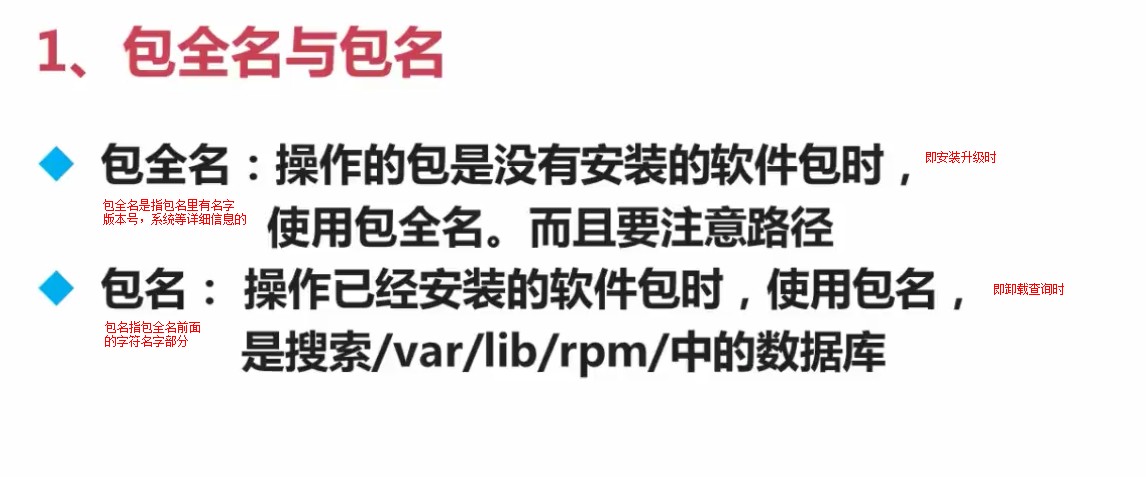 1、包全名与包名
包全名：操作的包是没有安装的软件包时，
即安装升级时
包全名是指包名里有名字
版本号，系统等详细信息的
使用包全名。而且要注意路径
包名： 操作已经安装的软件包时，使用包名，
即卸载查询时
包名指包全名前面
的字符名字部分
是搜索/var/lib/rpm/中的数据库